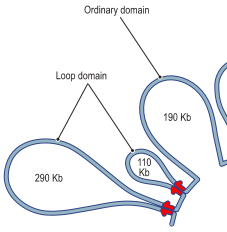 Ordinary domain
Loop domain
190 Kb
110
Kb
290 Kb